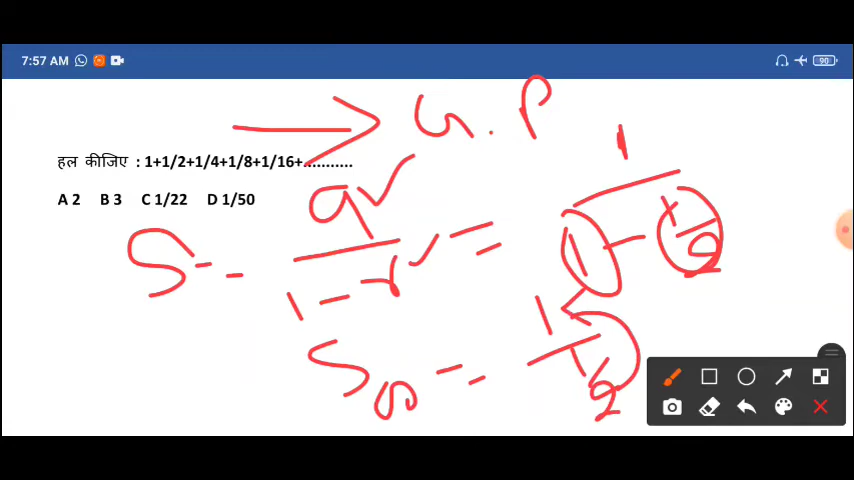 7:57 AM
90
G.P
हल कीजिए : 1+1/2+1/4+1/8+1/16+...........
A 2 B 3 C 1/22 D 1/50
S = a/1-r = 1/1-1/2
S∞ = 1/1/2